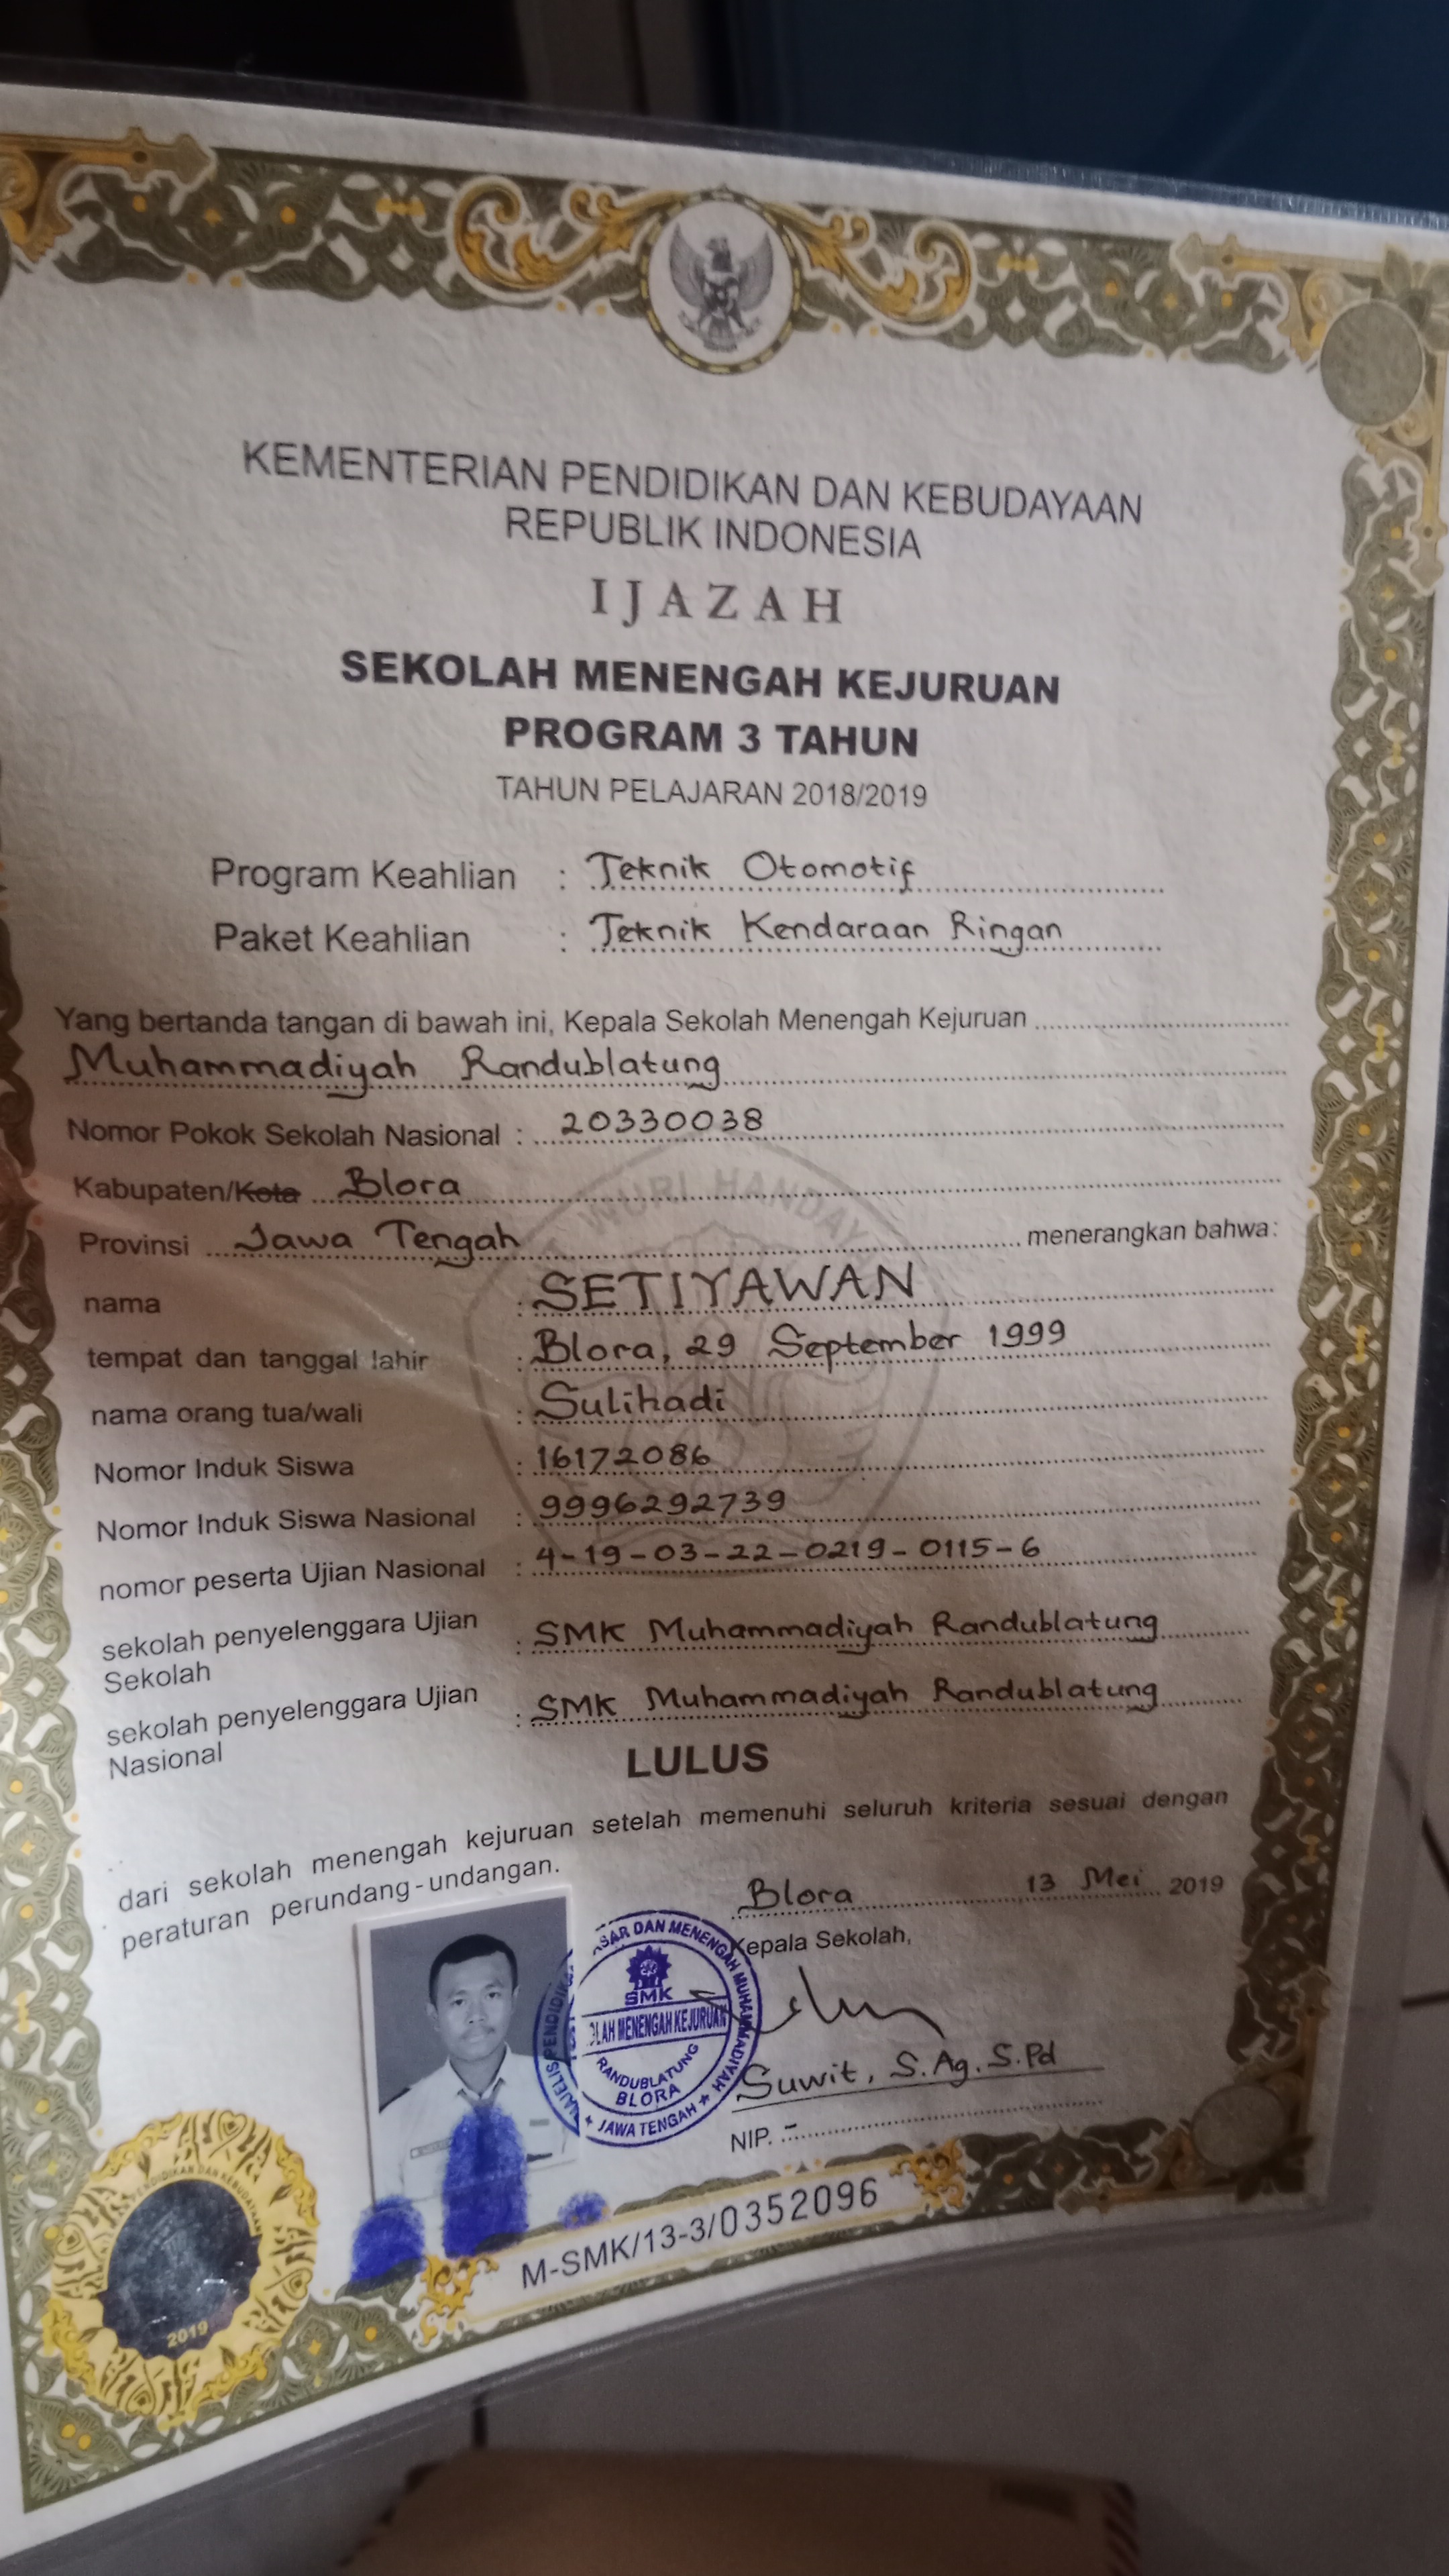 KEMENTERIAN PENDIDIKAN DAN KEBUDAYAAN
REPUBLIK INDONESIA
IJAZAH
SEKOLAH MENENGAH KEJURUAN
PROGRAM 3 TAHUN
TAHUN PELAJARAN 2018/2019
Program Keahlian : Teknik Otomotif
Paket Keahlian : Teknik Kendaraan Ringan
Yang bertanda tangan di bawah ini, Kepala Sekolah Menengah Kejuruan
Muhammadiyah Randublatung
Nomor Pokok Sekolah Nasional : 20330038
Kabupaten/Kota Blora
Provinsi Jawa Tengah menerangkan bahwa:
nama : SETIYAWAN
tempat dan tanggal lahir : Blora, 29 September 1999
nama orang tua/wali : Sulihadi
Nomor Induk Siswa : 16172086
Nomor Induk Siswa Nasional : 9996292739
nomor peserta Ujian Nasional : 4-19-03-22-0219-0115-6
sekolah penyelenggara Ujian : SMK Muhammadiyah Randublatung
Sekolah
sekolah penyelenggara Ujian : SMK Muhammadiyah Randublatung
Nasional
LULUS
dari sekolah menengah kejuruan setelah memenuhi seluruh kriteria sesuai dengan
peraturan perundang-undangan.
Blora 13 Mei 2019
Kepala Sekolah,
DAN MENENGAH MUHAMMADIYAH
SMK
MENENGAH KEJURUAN
RANDUBLATUNG
BLORA
JAWA TENGAH
Suwit, S.Ag.S.Pd
NIP. -
M-SMK/13-3/0352096
DAN KEBUDAYAAN
2019